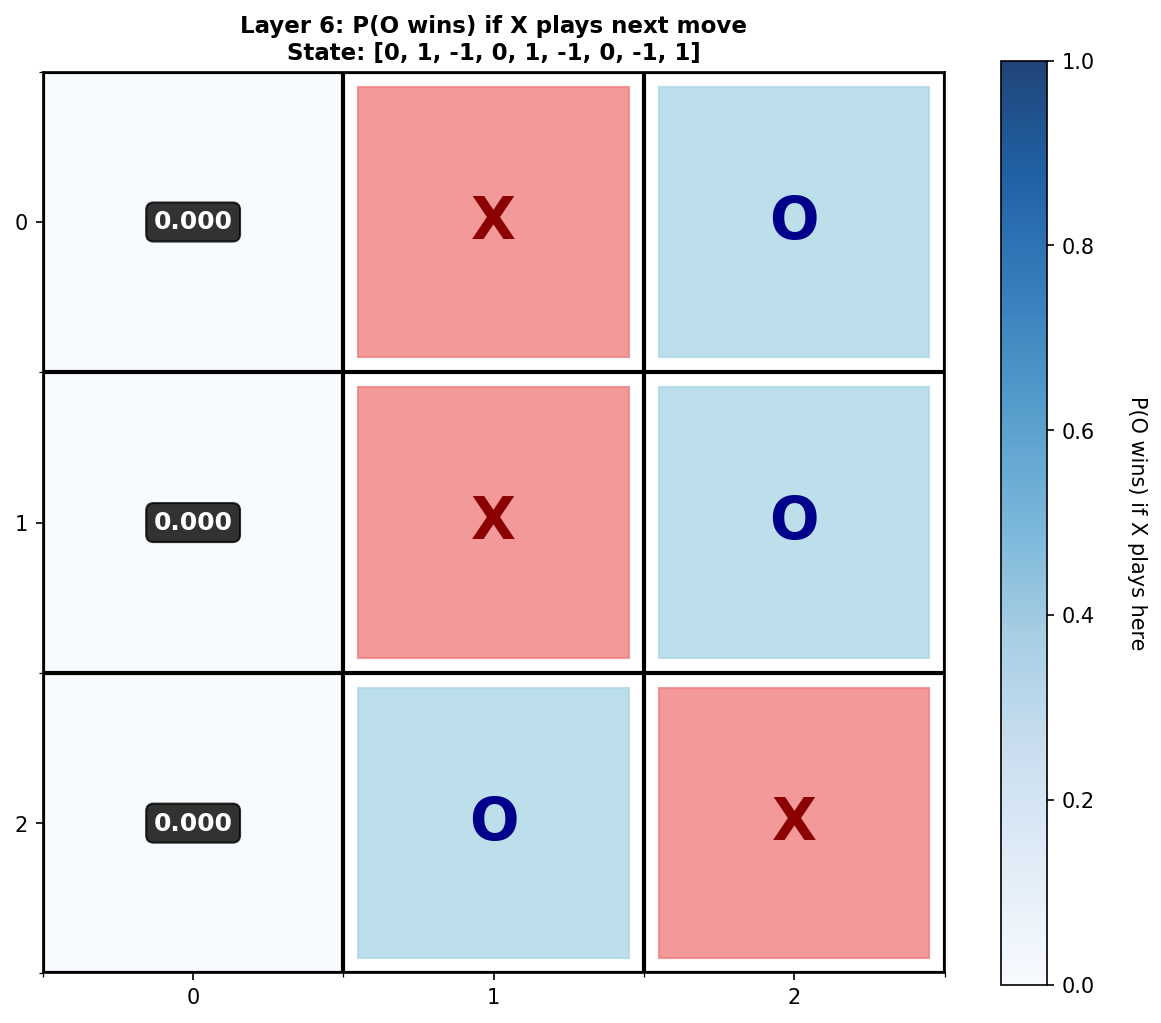 Layer 6: P(O wins) if X plays next move
State: [0, 1, -1, 0, 1, -1, 0, -1, 1]
0
0.000
X
O
1
0.000
X
O
2
0.000
O
X
0
1
2
1.0
0.8
0.6
0.4
0.2
0.0
P(O wins) if X plays here